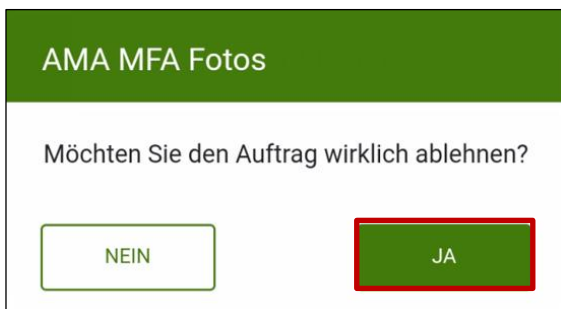 AMA MFA Fotos
Möchten Sie den Auftrag wirklich ablehnen?
NEIN JA